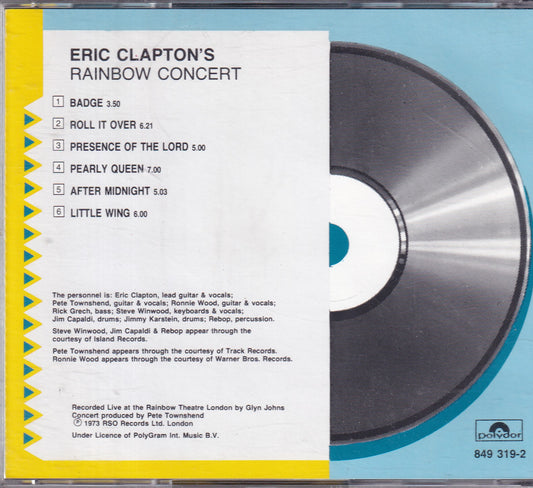 ERIC CLAPTON'S
RAINBOW CONCERT
1 BADGE 3.50
2 ROLL IT OVER 6.21
3 PRESENCE OF THE LORD 5.00
4 PEARLY QUEEN 7.00
5 AFTER MIDNIGHT 5.03
6 LITTLE WING 6.00
The personnel is: Eric Clapton, lead guitar & vocals;
Pete Townshend, guitar & vocals; Ronnie Wood, guitar & vocals;
Rick Grech, bass; Steve Winwood, keyboards & vocals;
Jim Capaldi, drums; Jimmy Karstein, drums; Rebop, percussion.
Steve Winwood, Jim Capaldi & Rebop appear through the
courtesy of Island Records.
Pete Townshend appears through the courtesy of Track Records.
Ronnie Wood appears through the courtesy of Warner Bros. Records.
Recorded Live at the Rainbow Theatre London by Glyn Johns
Concert produced by Pete Townshend
℗ 1973 RSO Records Ltd. London
Under Licence of PolyGram Int. Music B.V.
polydor
849 319-2